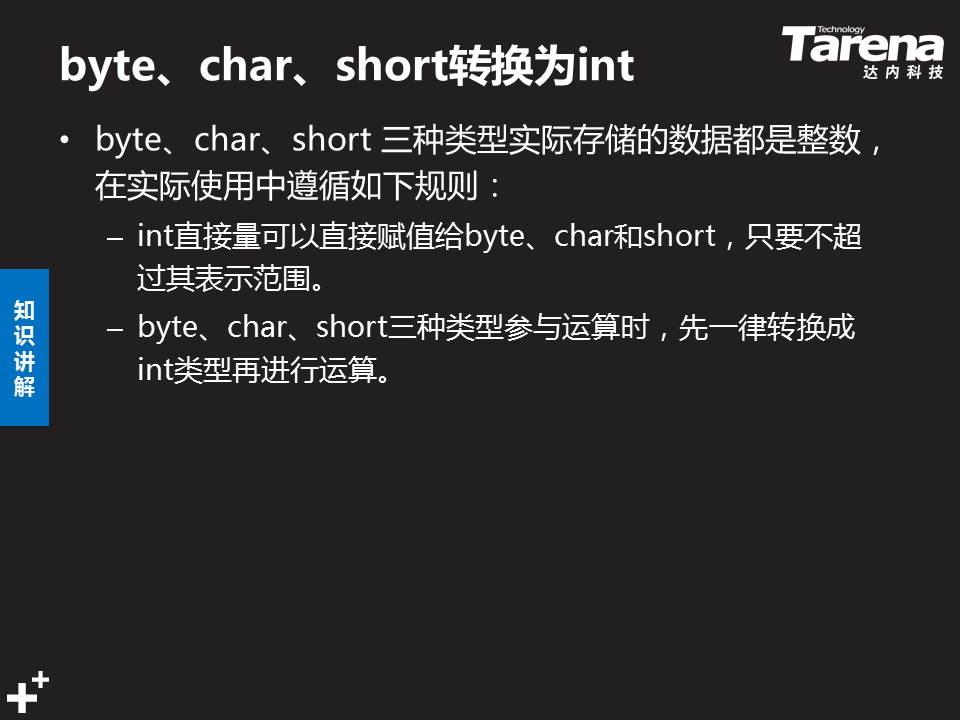 byte、char、short转换为int
Technology
Tarena
达内科技
• byte、char、short 三种类型实际存储的数据都是整数，
在实际使用中遵循如下规则：
– int直接量可以直接赋值给byte、char和short，只要不超
过其表示范围。
– byte、char、short三种类型参与运算时，先一律转换成
int类型再进行运算。
知
识
讲
解